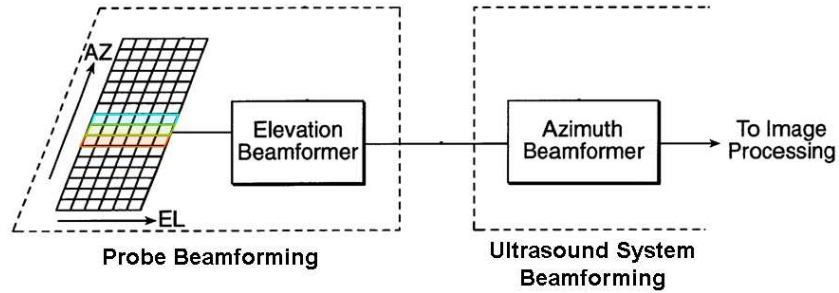 AZ
EL
Elevation
Beamformer
Azimuth
Beamformer
To Image
Processing
Probe Beamforming
Ultrasound System
Beamforming